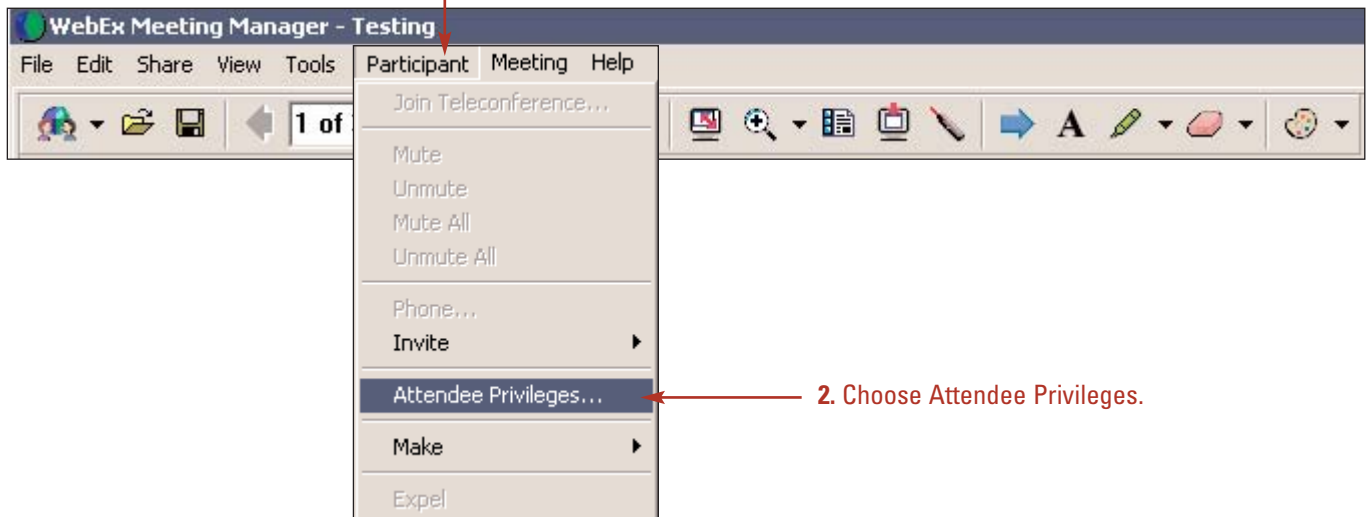 WebEx Meeting Manager - Testing
File Edit Share View Tools Participant Meeting Help
1 of
A
Join Teleconference...
Mute
Unmute
Mute All
Unmute All
Phone...
Invite
Attendee Privileges...
2. Choose Attendee Privileges.
Make
Expel